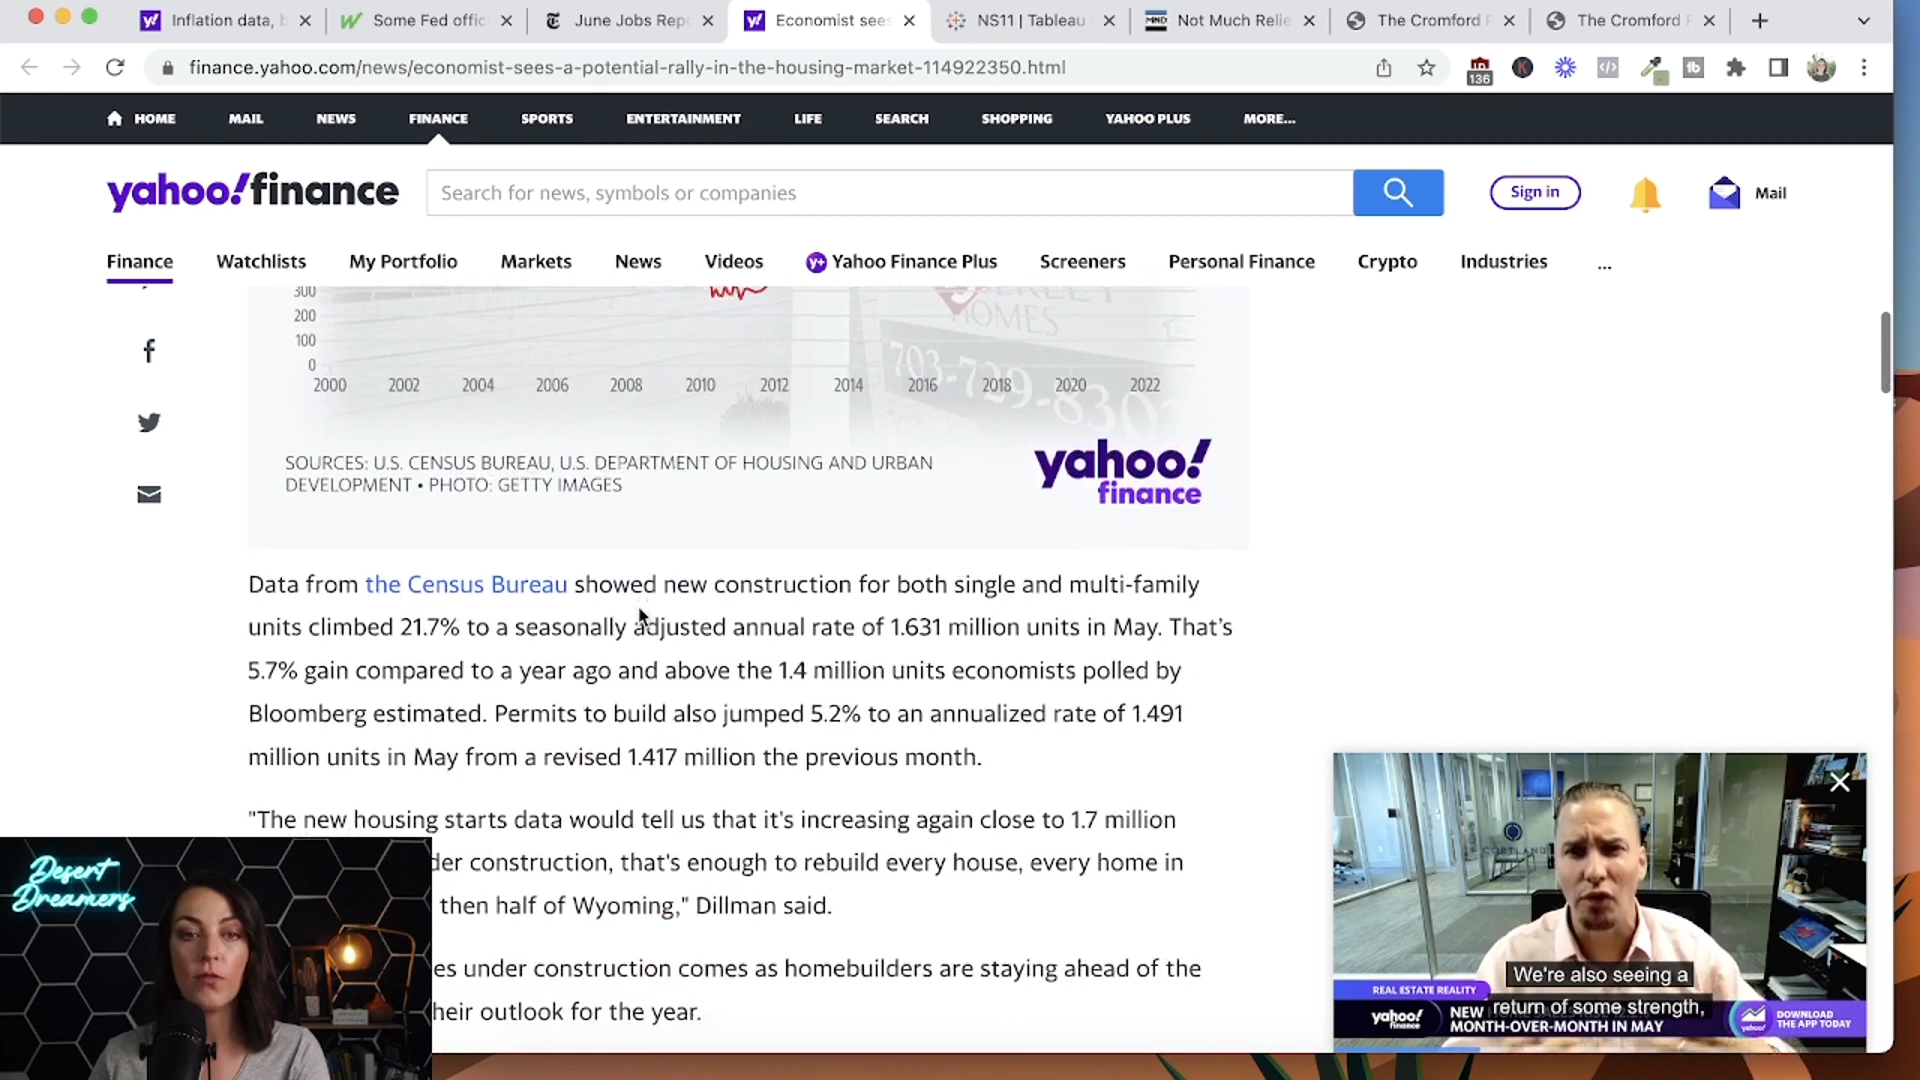 Inflation data, b
Some Fed offic
June Jobs Rep
Economist sees
NS11 | Tableau
Not Much Relie
The Cromford R
The Cromford R
finance.yahoo.com/news/economist-sees-a-potential-rally-in-the-housing-market-114922350.html
136
HOME MAIL NEWS FINANCE SPORTS ENTERTAINMENT LIFE SEARCH SHOPPING YAHOO PLUS MORE...
yahoo!finance
Search for news, symbols or companies
Sign in
Mail
Finance Watchlists My Portfolio Markets News Videos Yahoo Finance Plus Screeners Personal Finance Crypto Industries ...
300
200
100
0
2000 2002 2004 2006 2008 2010 2012 2014 2016 2018 2020 2022
HOMES
703-729-830
SOURCES: U.S. CENSUS BUREAU, U.S. DEPARTMENT OF HOUSING AND URBAN
DEVELOPMENT • PHOTO: GETTY IMAGES
yahoo!
finance
Data from the Census Bureau showed new construction for both single and multi-family
units climbed 21.7% to a seasonally adjusted annual rate of 1.631 million units in May. That's
5.7% gain compared to a year ago and above the 1.4 million units economists polled by
Bloomberg estimated. Permits to build also jumped 5.2% to an annualized rate of 1.491
million units in May from a revised 1.417 million the previous month.
"The new housing starts data would tell us that it's increasing again close to 1.7 million
der construction, that's enough to rebuild every house, every home in
then half of Wyoming," Dillman said.
es under construction comes as homebuilders are staying ahead of the
heir outlook for the year.
Desert
Dreamers
CORTLAND
We're also seeing a
return of some strength,
REAL ESTATE REALITY
yahoo!
finance
NEW
MONTH-OVER-MONTH IN MAY
DOWNLOAD
THE APP TODAY